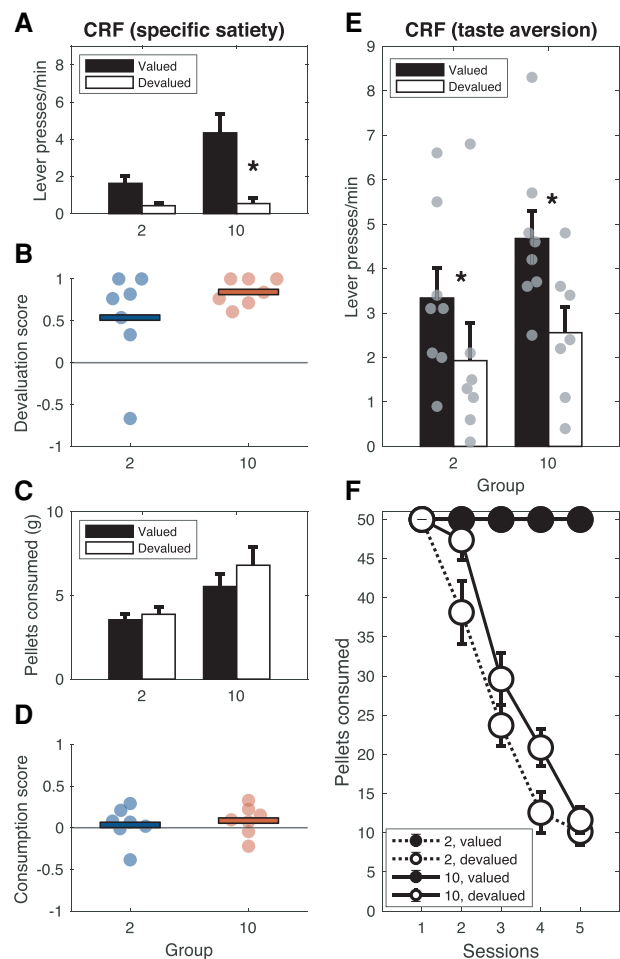 A
CRF (specific satiety)
Lever presses/min
8
6
4
2
0
Valued
Devalued
*
2
10
B
Devaluation score
1
0.5
0
-0.5
-1
2
10
C
Pellets consumed (g)
10
5
0
Valued
Devalued
2
10
D
Consumption score
1
0.5
0
-0.5
-1
2
10
Group
E
CRF (taste aversion)
Lever presses/min
9
8
7
6
5
4
3
2
1
0
Valued
Devalued
*
*
2
10
Group
F
Pellets consumed
50
45
40
35
30
25
20
15
10
5
0
2, valued
2, devalued
10, valued
10, devalued
1
2
3
4
5
Sessions